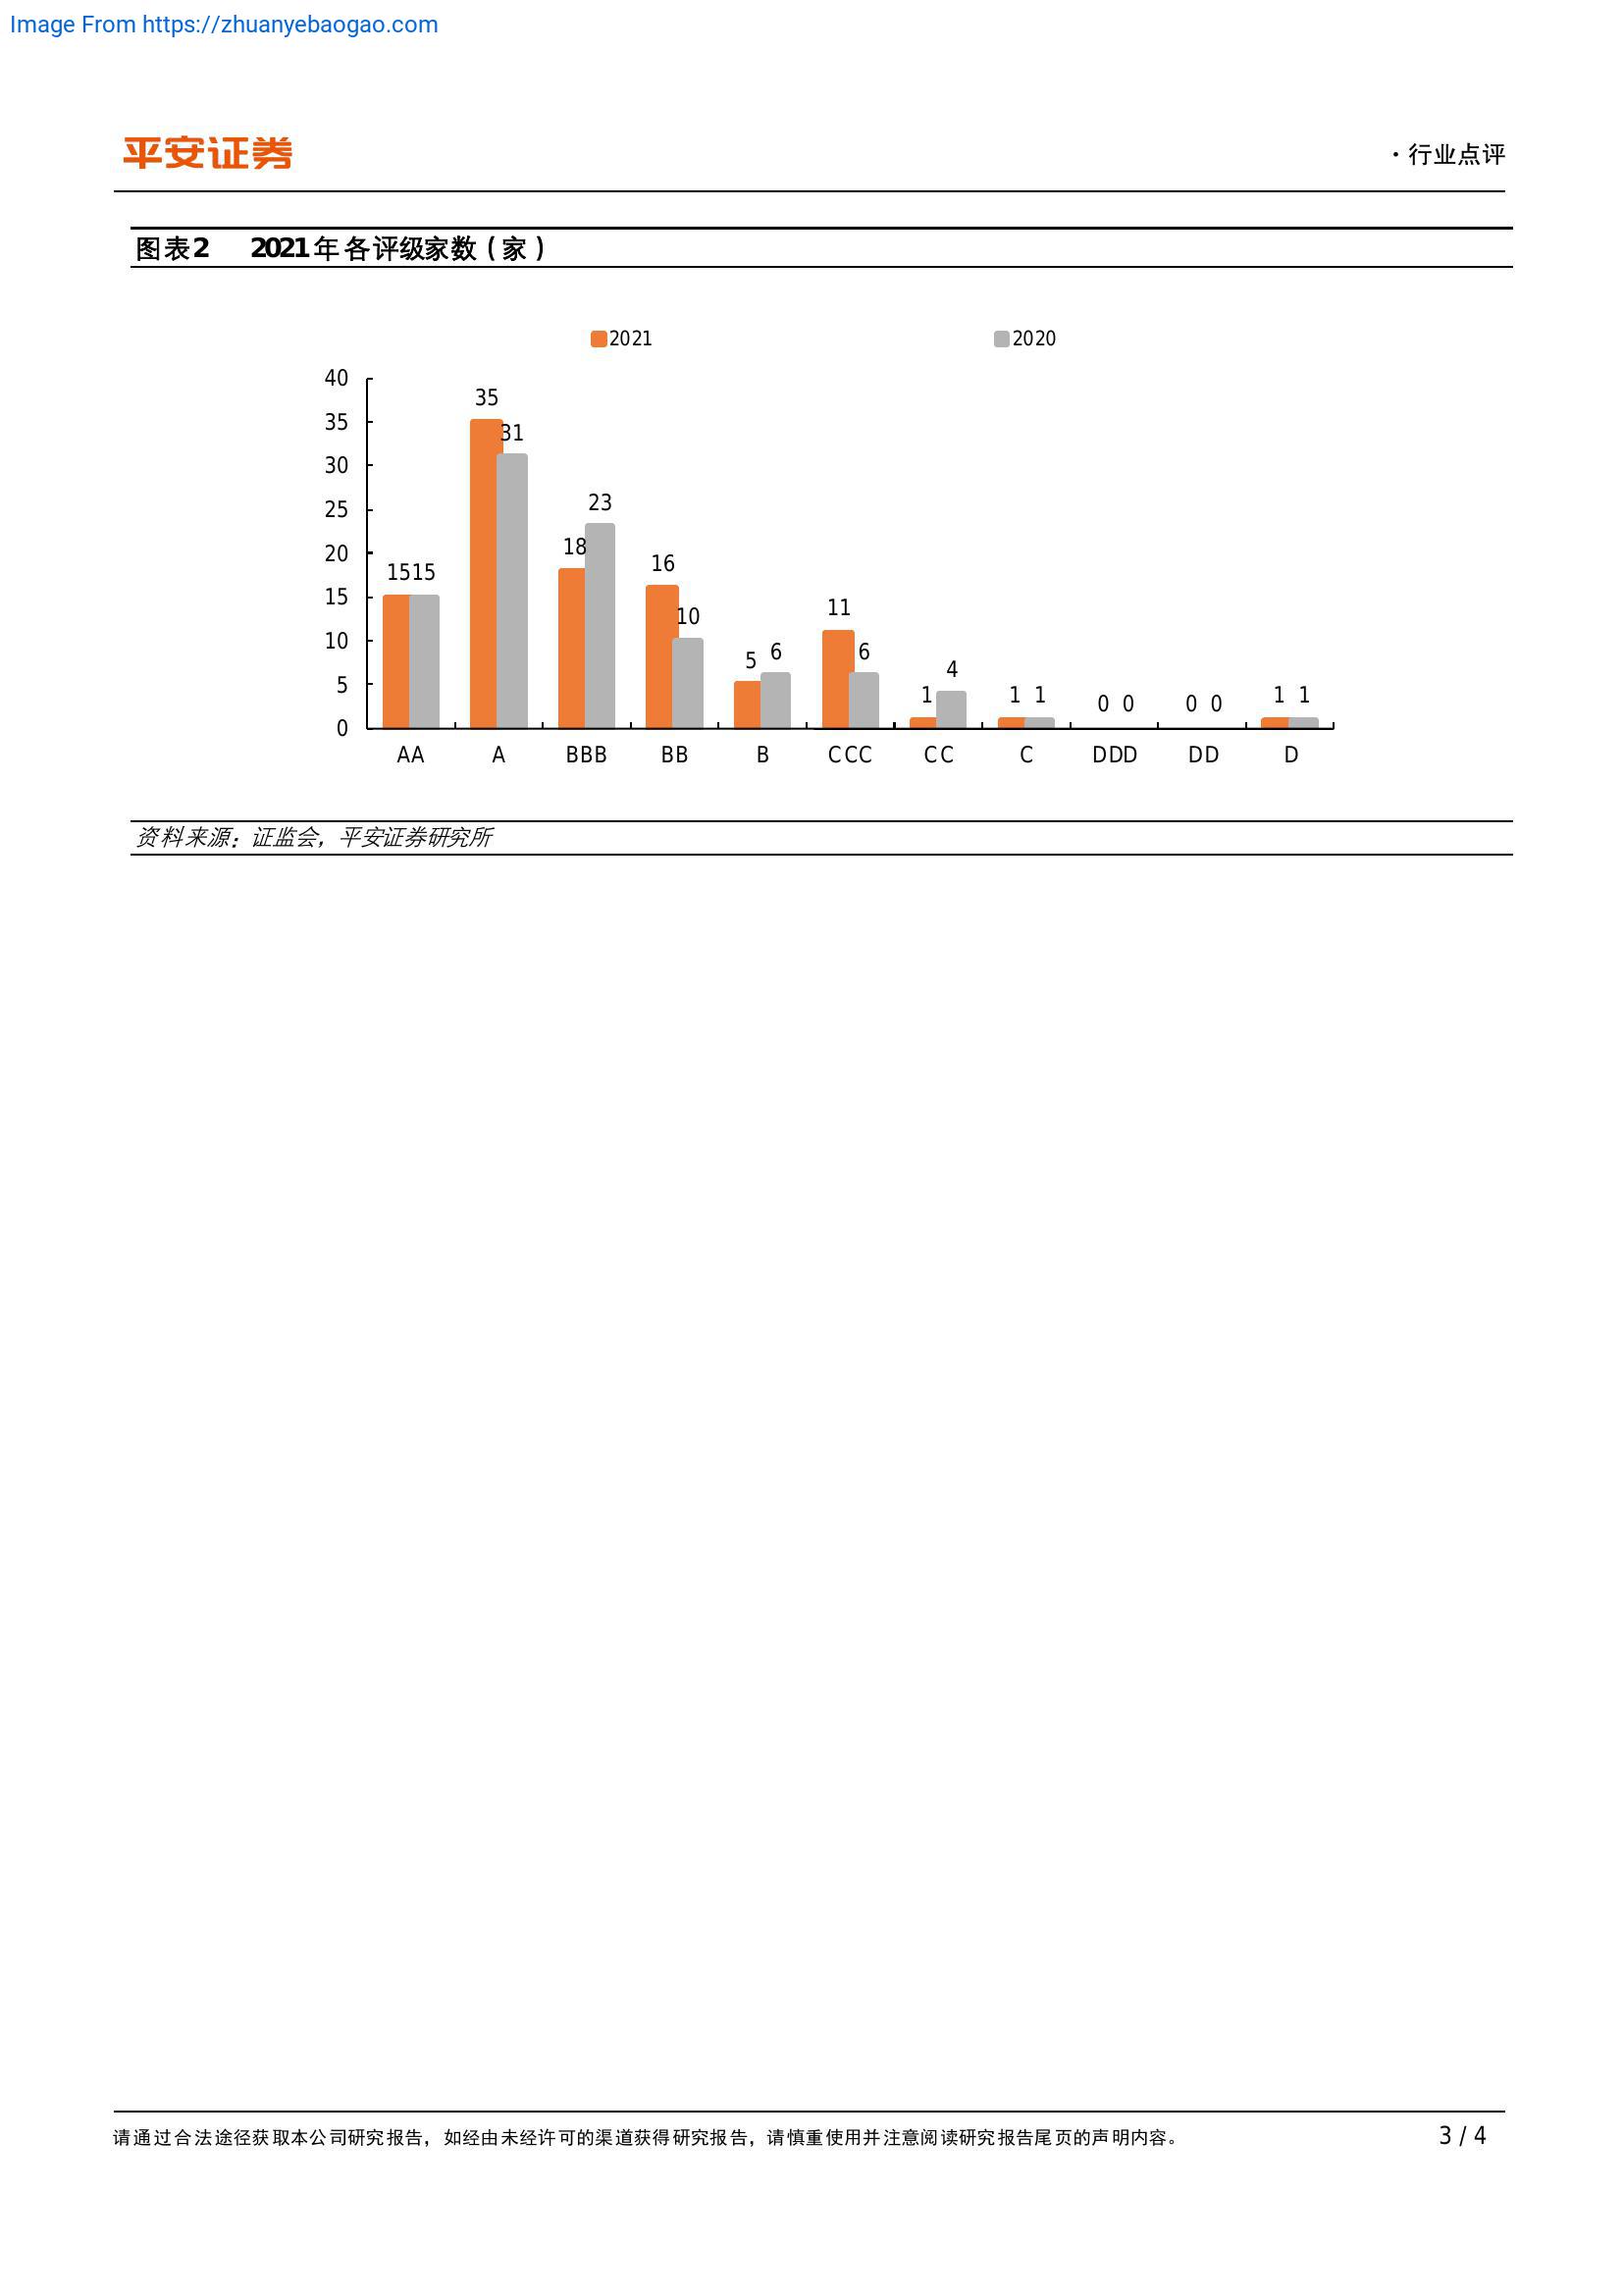 Image From https://zhuanyebaogao.com
平安证券
·行业点评
图表2 2021年各评级家数（家）
2021 2020
40
35
30
25
20
15
10
5
0
15 15
35 31
18 23
16 10
5 6
11 6
1 4
1 1
0 0
0 0
1 1
AA A BBB BB B CCC CC C DDD DD D
资料来源：证监会，平安证券研究所
请通过合法途径获取本公司研究报告，如经由未经许可的渠道获得研究报告，请慎重使用并注意阅读研究报告尾页的声明内容。
3 / 4